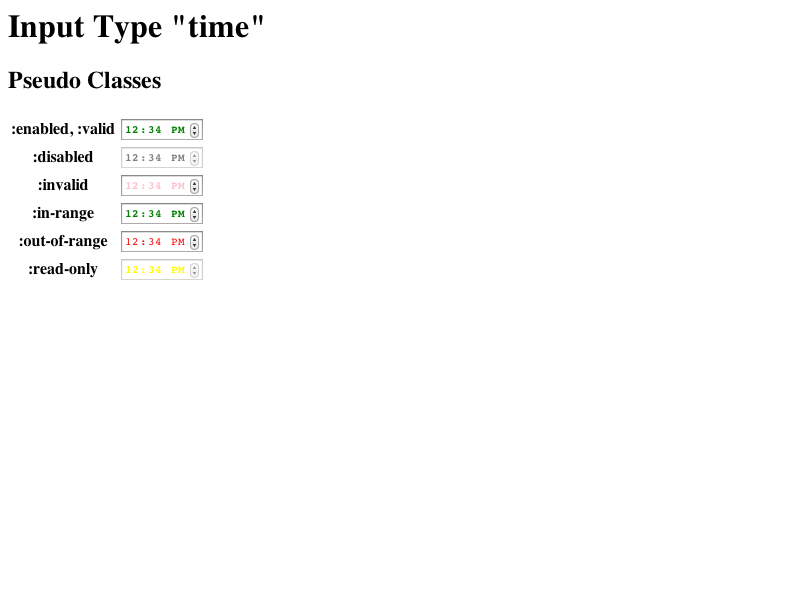 Input Type "time"
Pseudo Classes
:enabled, :valid 12:34 PM
:disabled 12:34 PM
:invalid 12:34 PM
:in-range 12:34 PM
:out-of-range 12:34 PM
:read-only 12:34 PM